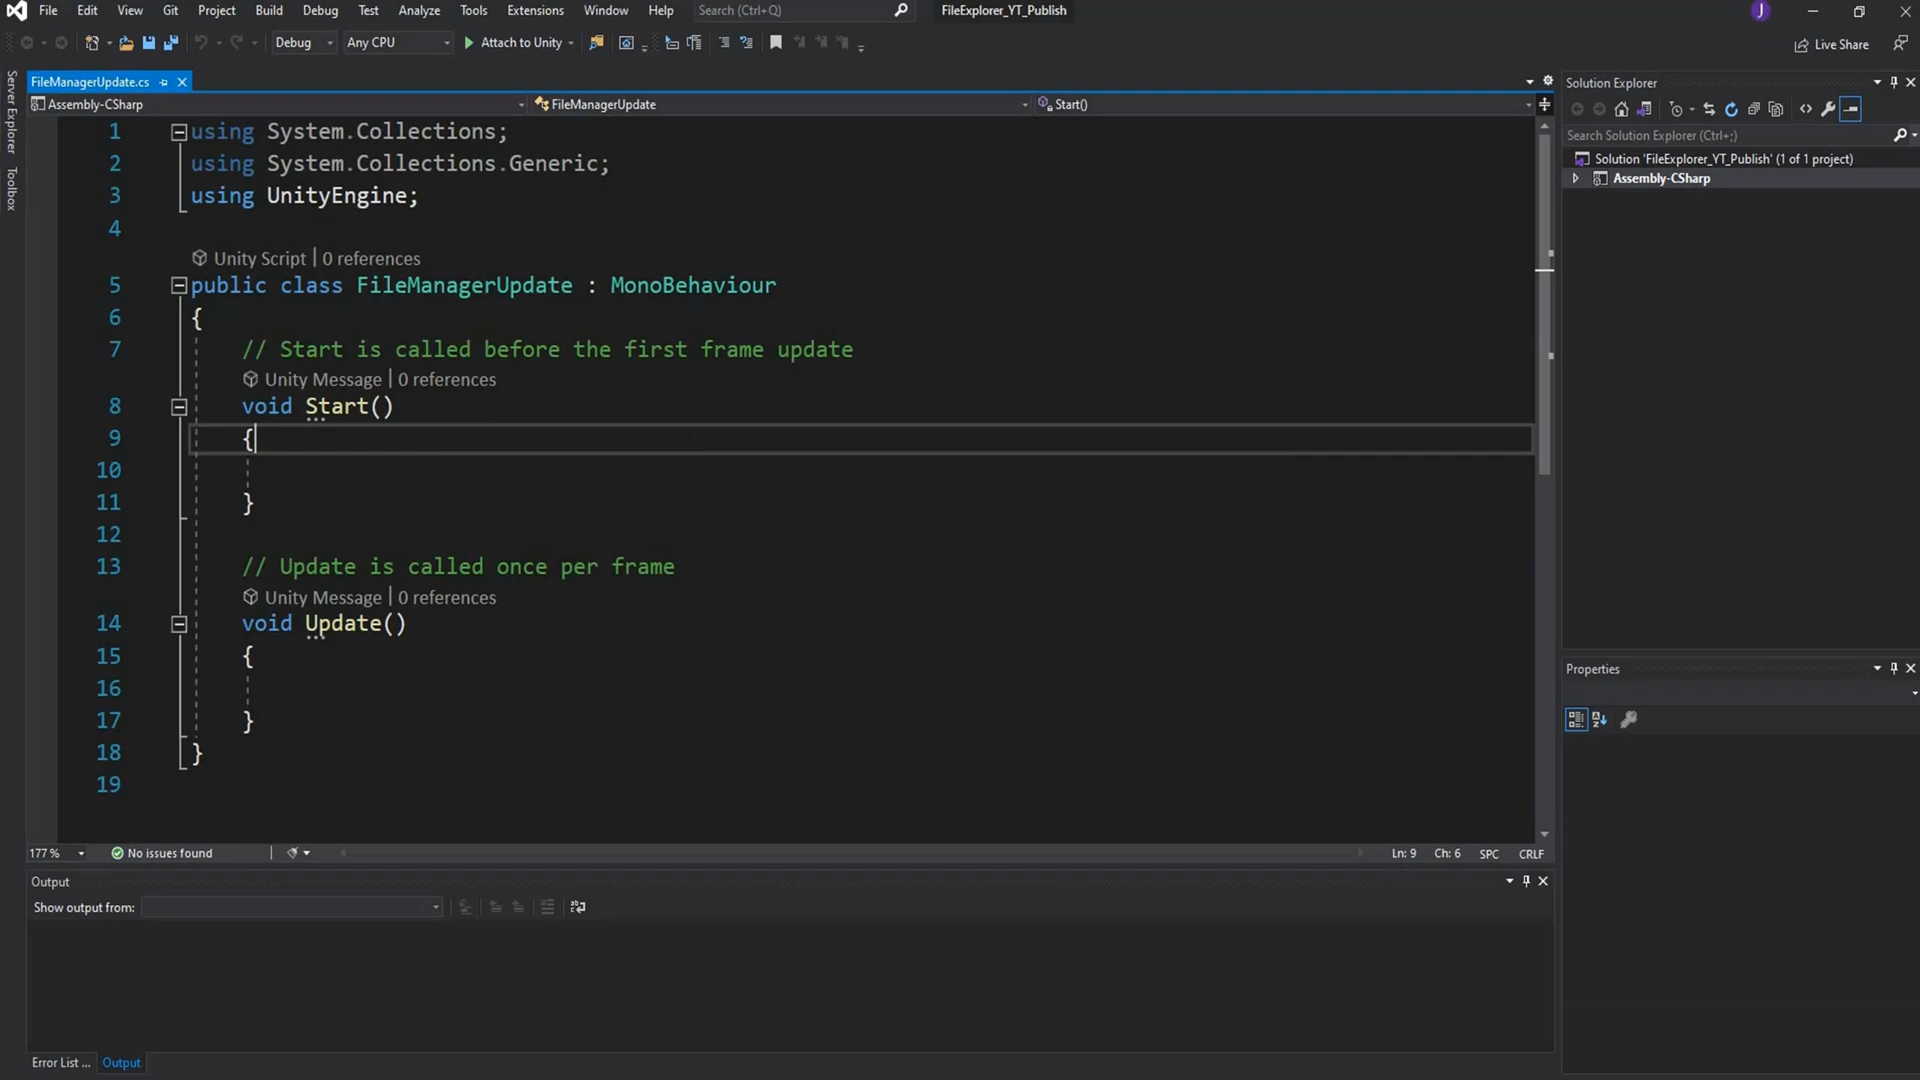 File Edit View Git Project Build Debug Test Analyze Tools Extensions Window Help Search (Ctrl+Q) FileExplorer_YT_Publish J
Debug Any CPU Attach to Unity Live Share
Server Explorer
Toolbox
FileManagerUpdate.cs
Assembly-CSharp FileManagerUpdate Start()
1 using System.Collections;
2 using System.Collections.Generic;
3 using UnityEngine;
4
Unity Script | 0 references
5 public class FileManagerUpdate : MonoBehaviour
6 {
7 // Start is called before the first frame update
Unity Message | 0 references
8 void Start()
9 {
10
11 }
12
13 // Update is called once per frame
Unity Message | 0 references
14 void Update()
15 {
16
17 }
18 }
19
177 % No issues found Ln: 9 Ch: 6 SPC CRLF
Output
Show output from:
Error List ... Output
Solution Explorer
Search Solution Explorer (Ctrl+;)
Solution 'FileExplorer_YT_Publish' (1 of 1 project)
Assembly-CSharp
Properties